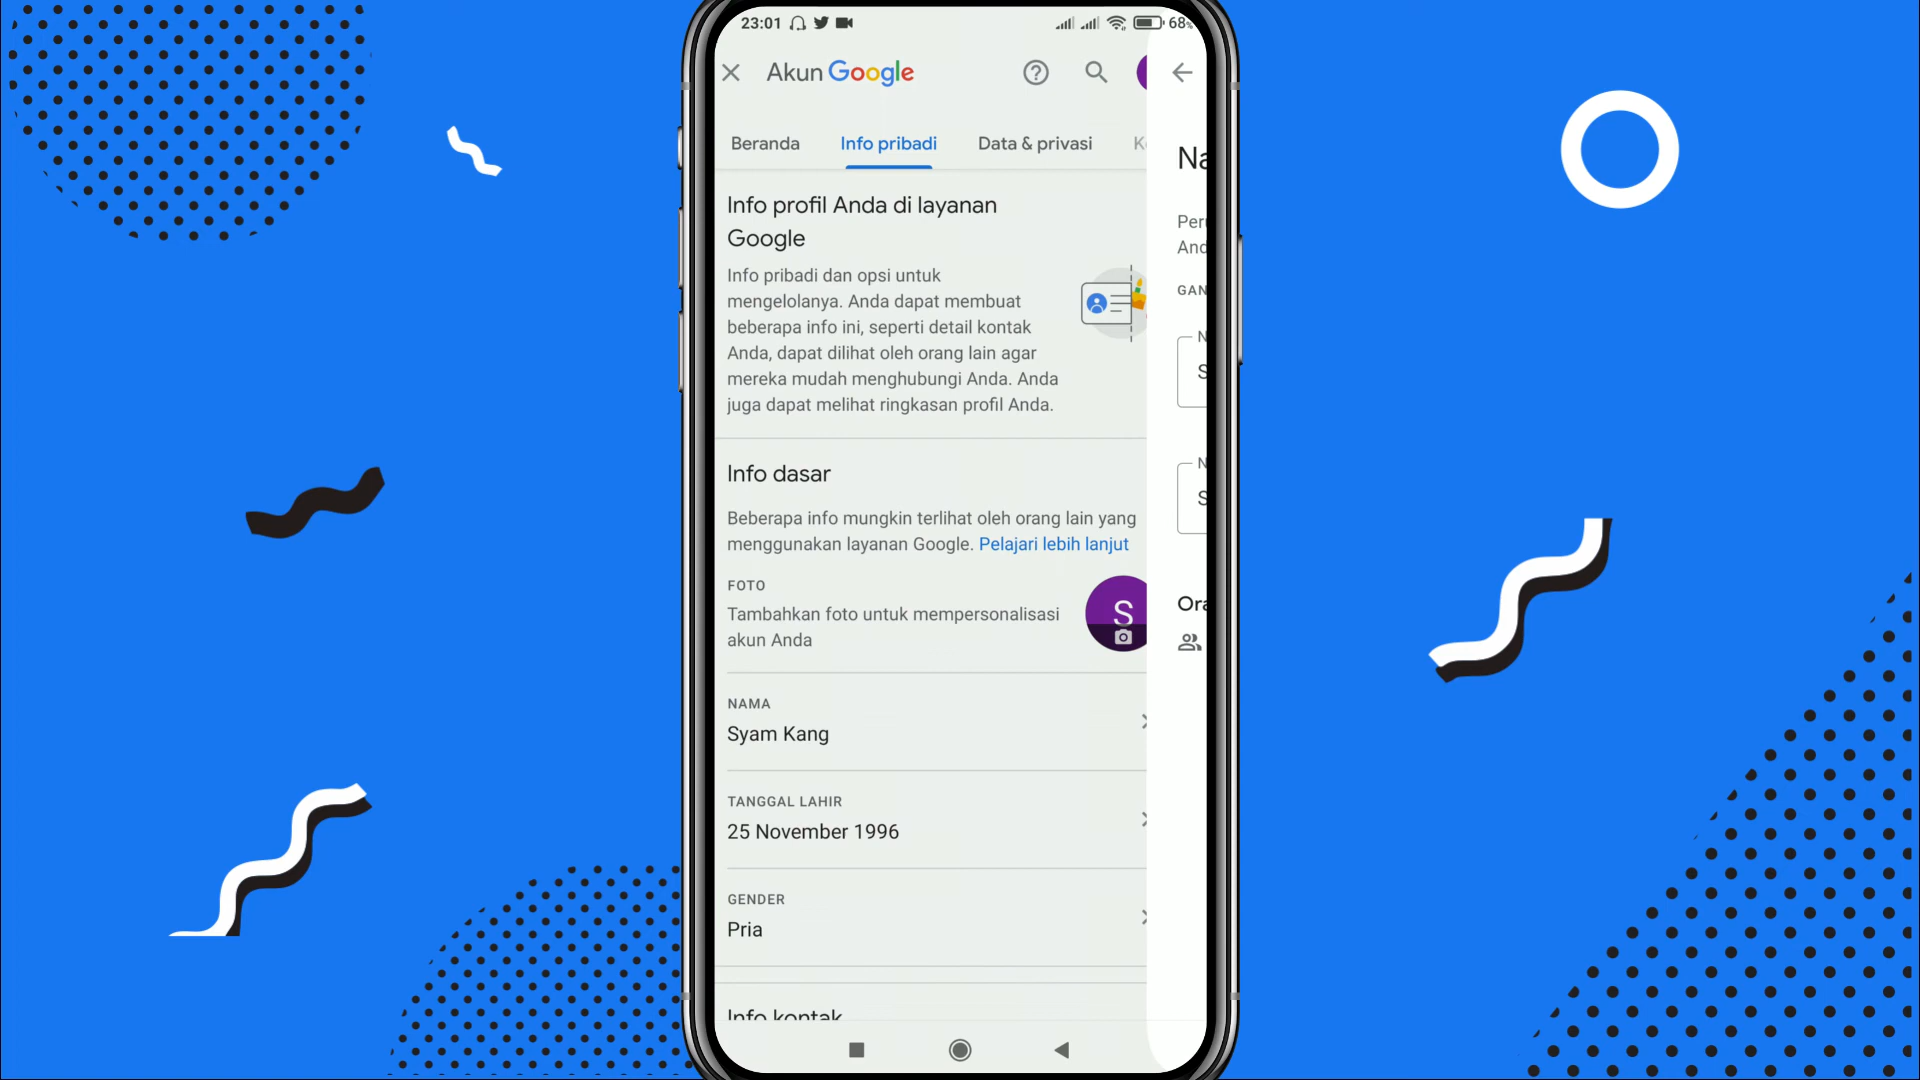 23:01 68%
Akun Google
Beranda Info pribadi Data & privasi
Info profil Anda di layanan
Google
Info pribadi dan opsi untuk
mengelolanya. Anda dapat membuat
beberapa info ini, seperti detail kontak
Anda, dapat dilihat oleh orang lain agar
mereka mudah menghubungi Anda. Anda
juga dapat melihat ringkasan profil Anda.
Info dasar
Beberapa info mungkin terlihat oleh orang lain yang
menggunakan layanan Google. Pelajari lebih lanjut
FOTO
Tambahkan foto untuk mempersonalisasi
akun Anda
S
NAMA
Syam Kang
TANGGAL LAHIR
25 November 1996
GENDER
Pria
Info kontak